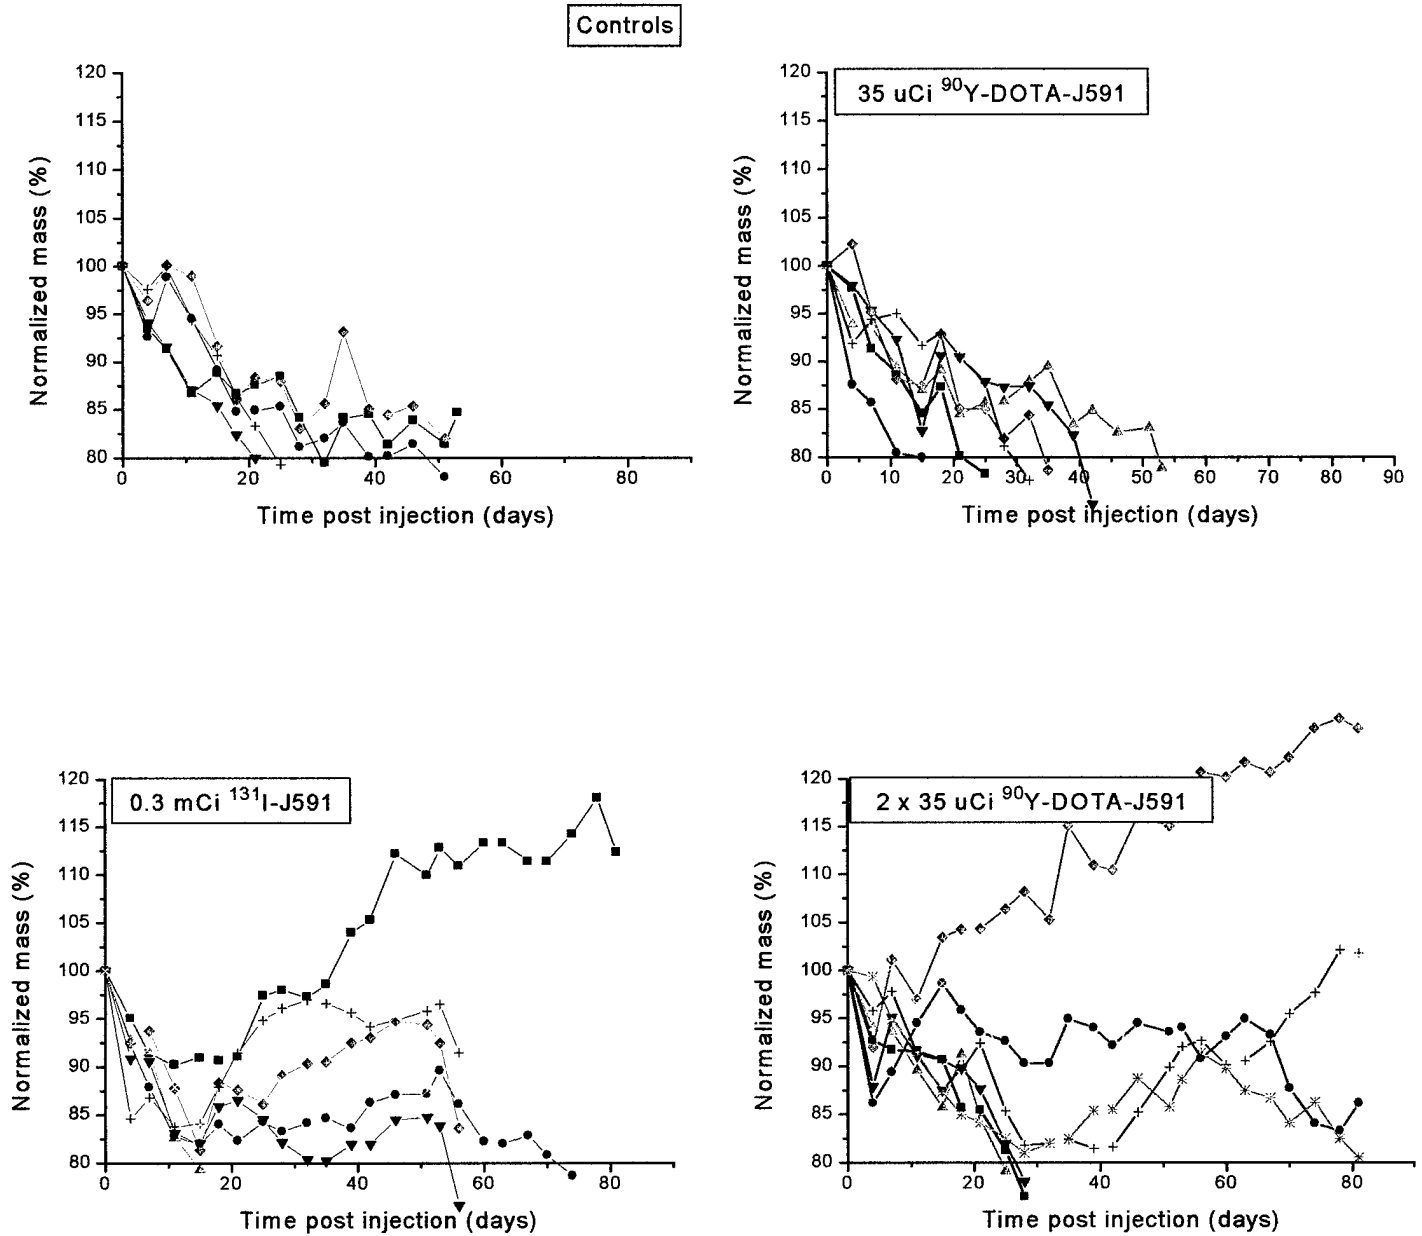 Controls
120
115
110
105
100
95
90
85
80
0 20 40 60 80
Normalized mass (%)
Time post injection (days)
35 uCi ⁹⁰Y-DOTA-J591
120
115
110
105
100
95
90
85
80
0 10 20 30 40 50 60 70 80 90
Normalized mass (%)
Time post injection (days)
0.3 mCi ¹³¹I-J591
120
115
110
105
100
95
90
85
80
0 20 40 60 80
Normalized mass (%)
Time post injection (days)
2 x 35 uCi ⁹⁰Y-DOTA-J591
120
115
110
105
100
95
90
85
80
0 20 40 60 80
Normalized mass (%)
Time post injection (days)